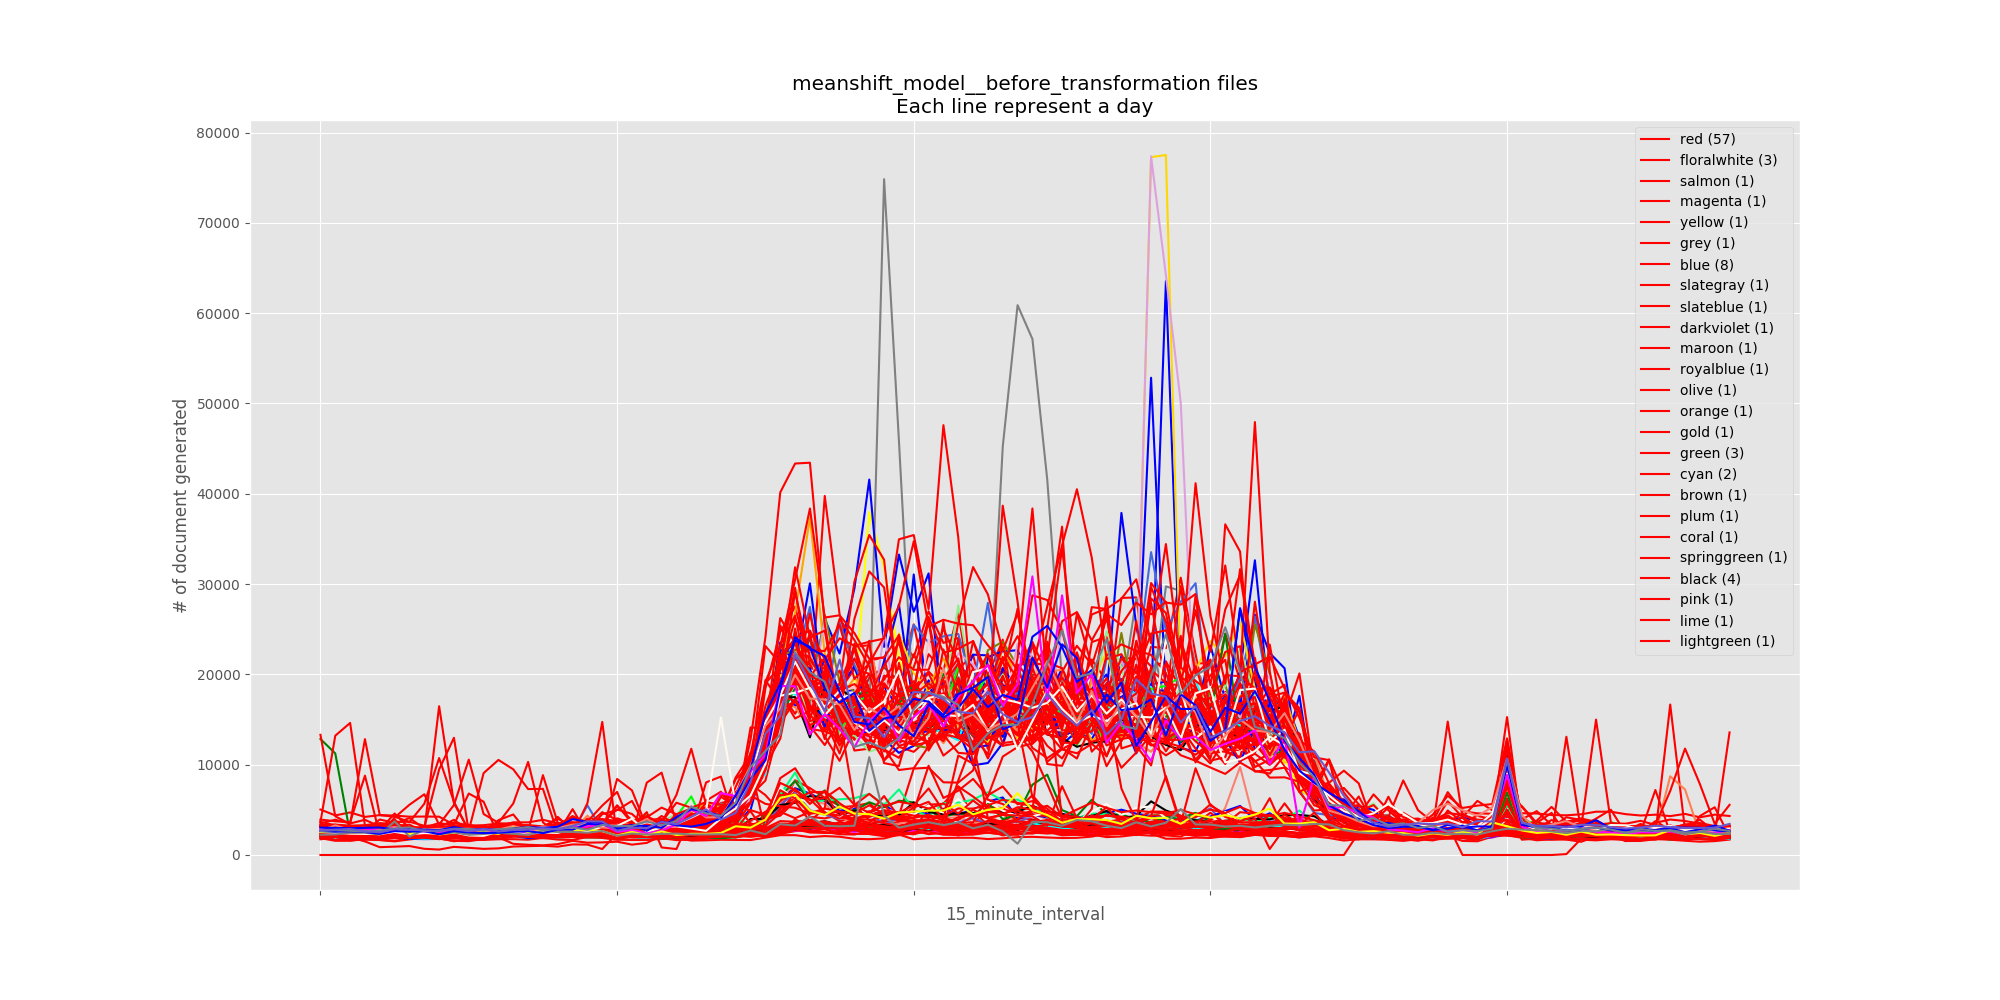 meanshift_model__before_transformation files
Each line represent a day
# of document generated
80000
70000
60000
50000
40000
30000
20000
10000
0
15_minute_interval
red (57)
floralwhite (3)
salmon (1)
magenta (1)
yellow (1)
grey (1)
blue (8)
slategray (1)
slateblue (1)
darkviolet (1)
maroon (1)
royalblue (1)
olive (1)
orange (1)
gold (1)
green (3)
cyan (2)
brown (1)
plum (1)
coral (1)
springgreen (1)
black (4)
pink (1)
lime (1)
lightgreen (1)